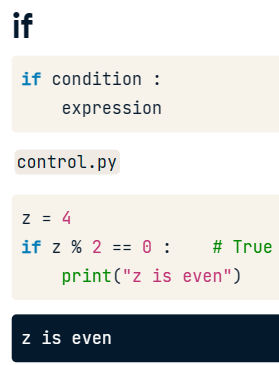 if
if condition :
    expression
control.py
z = 4
if z % 2 == 0 :    # True
    print("z is even")
z is even